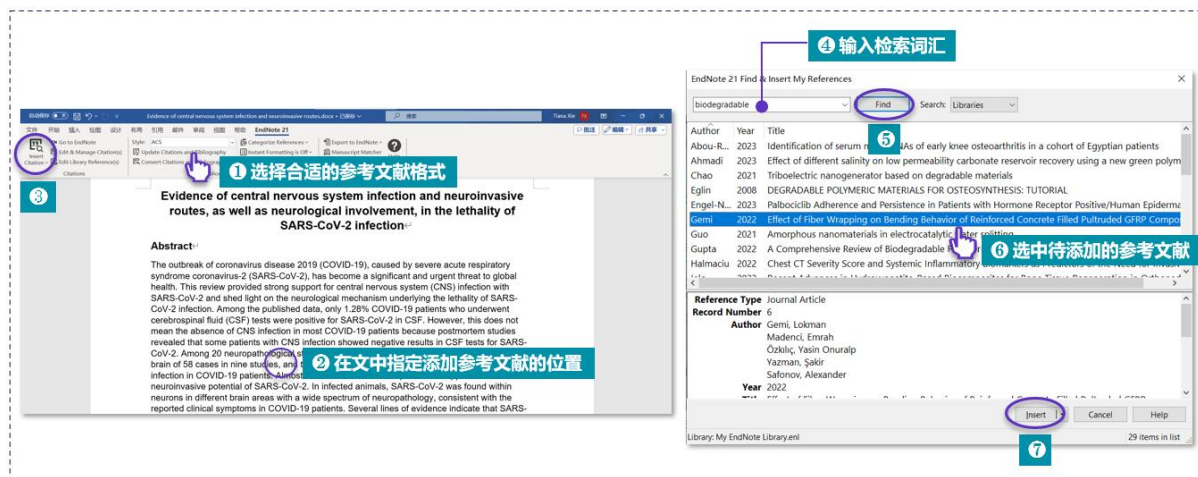 自动保存
Evidence of central nervous system infection and neuroinvasive routes.docx • 已保存
搜索
Tiana Xie
文件 开始 插入 绘图 设计 布局 引用 邮件 审阅 视图 帮助 EndNote 21
批注 编辑 共享
Insert Citation
Go to EndNote
Edit & Manage Citation(s)
Edit Library Reference(s)
Citations
Style: ACS
Update Citations and Bibliography
Convert Citations and
Instant Formatting is Off
Categorize References
Export to EndNote
Manuscript Matcher
❶ 选择合适的参考文献格式
❸
Evidence of central nervous system infection and neuroinvasive
routes, as well as neurological involvement, in the lethality of
SARS-CoV-2 infection
Abstract
The outbreak of coronavirus disease 2019 (COVID-19), caused by severe acute respiratory
syndrome coronavirus-2 (SARS-CoV-2), has become a significant and urgent threat to global
health. This review provided strong support for central nervous system (CNS) infection with
SARS-CoV-2 and shed light on the neurological mechanism underlying the lethality of SARS-
CoV-2 infection. Among the published data, only 1.28% COVID-19 patients who underwent
cerebrospinal fluid (CSF) tests were positive for SARS-CoV-2 in CSF. However, this does not
mean the absence of CNS infection in most COVID-19 patients because postmortem studies
revealed that some patients with CNS infection showed negative results in CSF tests for SARS-
CoV-2. Among 20 neuropathological
brain of 58 cases in nine studies, and
❷ 在文中指定添加参考文献的位置
infection in COVID-19 patients. Almost
neuroinvasive potential of SARS-CoV-2. In infected animals, SARS-CoV-2 was found within
neurons in different brain areas with a wide spectrum of neuropathology, consistent with the
reported clinical symptoms in COVID-19 patients. Several lines of evidence indicate that SARS-
❹ 输入检索词汇
EndNote 21 Find & Insert My References
biodegradable
Find
Search: Libraries
❺
Author Year Title
Abou-R... 2023 Identification of serum As of early knee osteoarthritis in a cohort of Egyptian patients
Ahmadi 2023 Effect of different salinity on low permeability carbonate reservoir recovery using a new green polym
Chao 2021 Triboelectric nanogenerator based on degradable materials
Eglin 2008 DEGRADABLE POLYMERIC MATERIALS FOR OSTEOSYNTHESIS: TUTORIAL
Engel-N... 2023 Palbociclib Adherence and Persistence in Patients with Hormone Receptor Positive/Human Epiderma
Gemi 2022 Effect of Fiber Wrapping on Bending Behavior of Reinforced Concrete Filled Pultruded GFRP Compo
Guo 2021 Amorphous nanomaterials in electrocatalytic water splitting
Gupta 2022 A Comprehensive Review of Biodegradable
❻ 选中待添加的参考文献
Halmaciu 2022 Chest CT Severity Score and Systemic Inflammatory
Reference Type Journal Article
Record Number 6
Author Gemi, Lokman
Madenci, Emrah
Özkılıç, Yasin Onuralp
Yazman, Şakir
Safonov, Alexander
Year 2022
Insert Cancel Help
❼
Library: My EndNote Library.enl
29 items in list